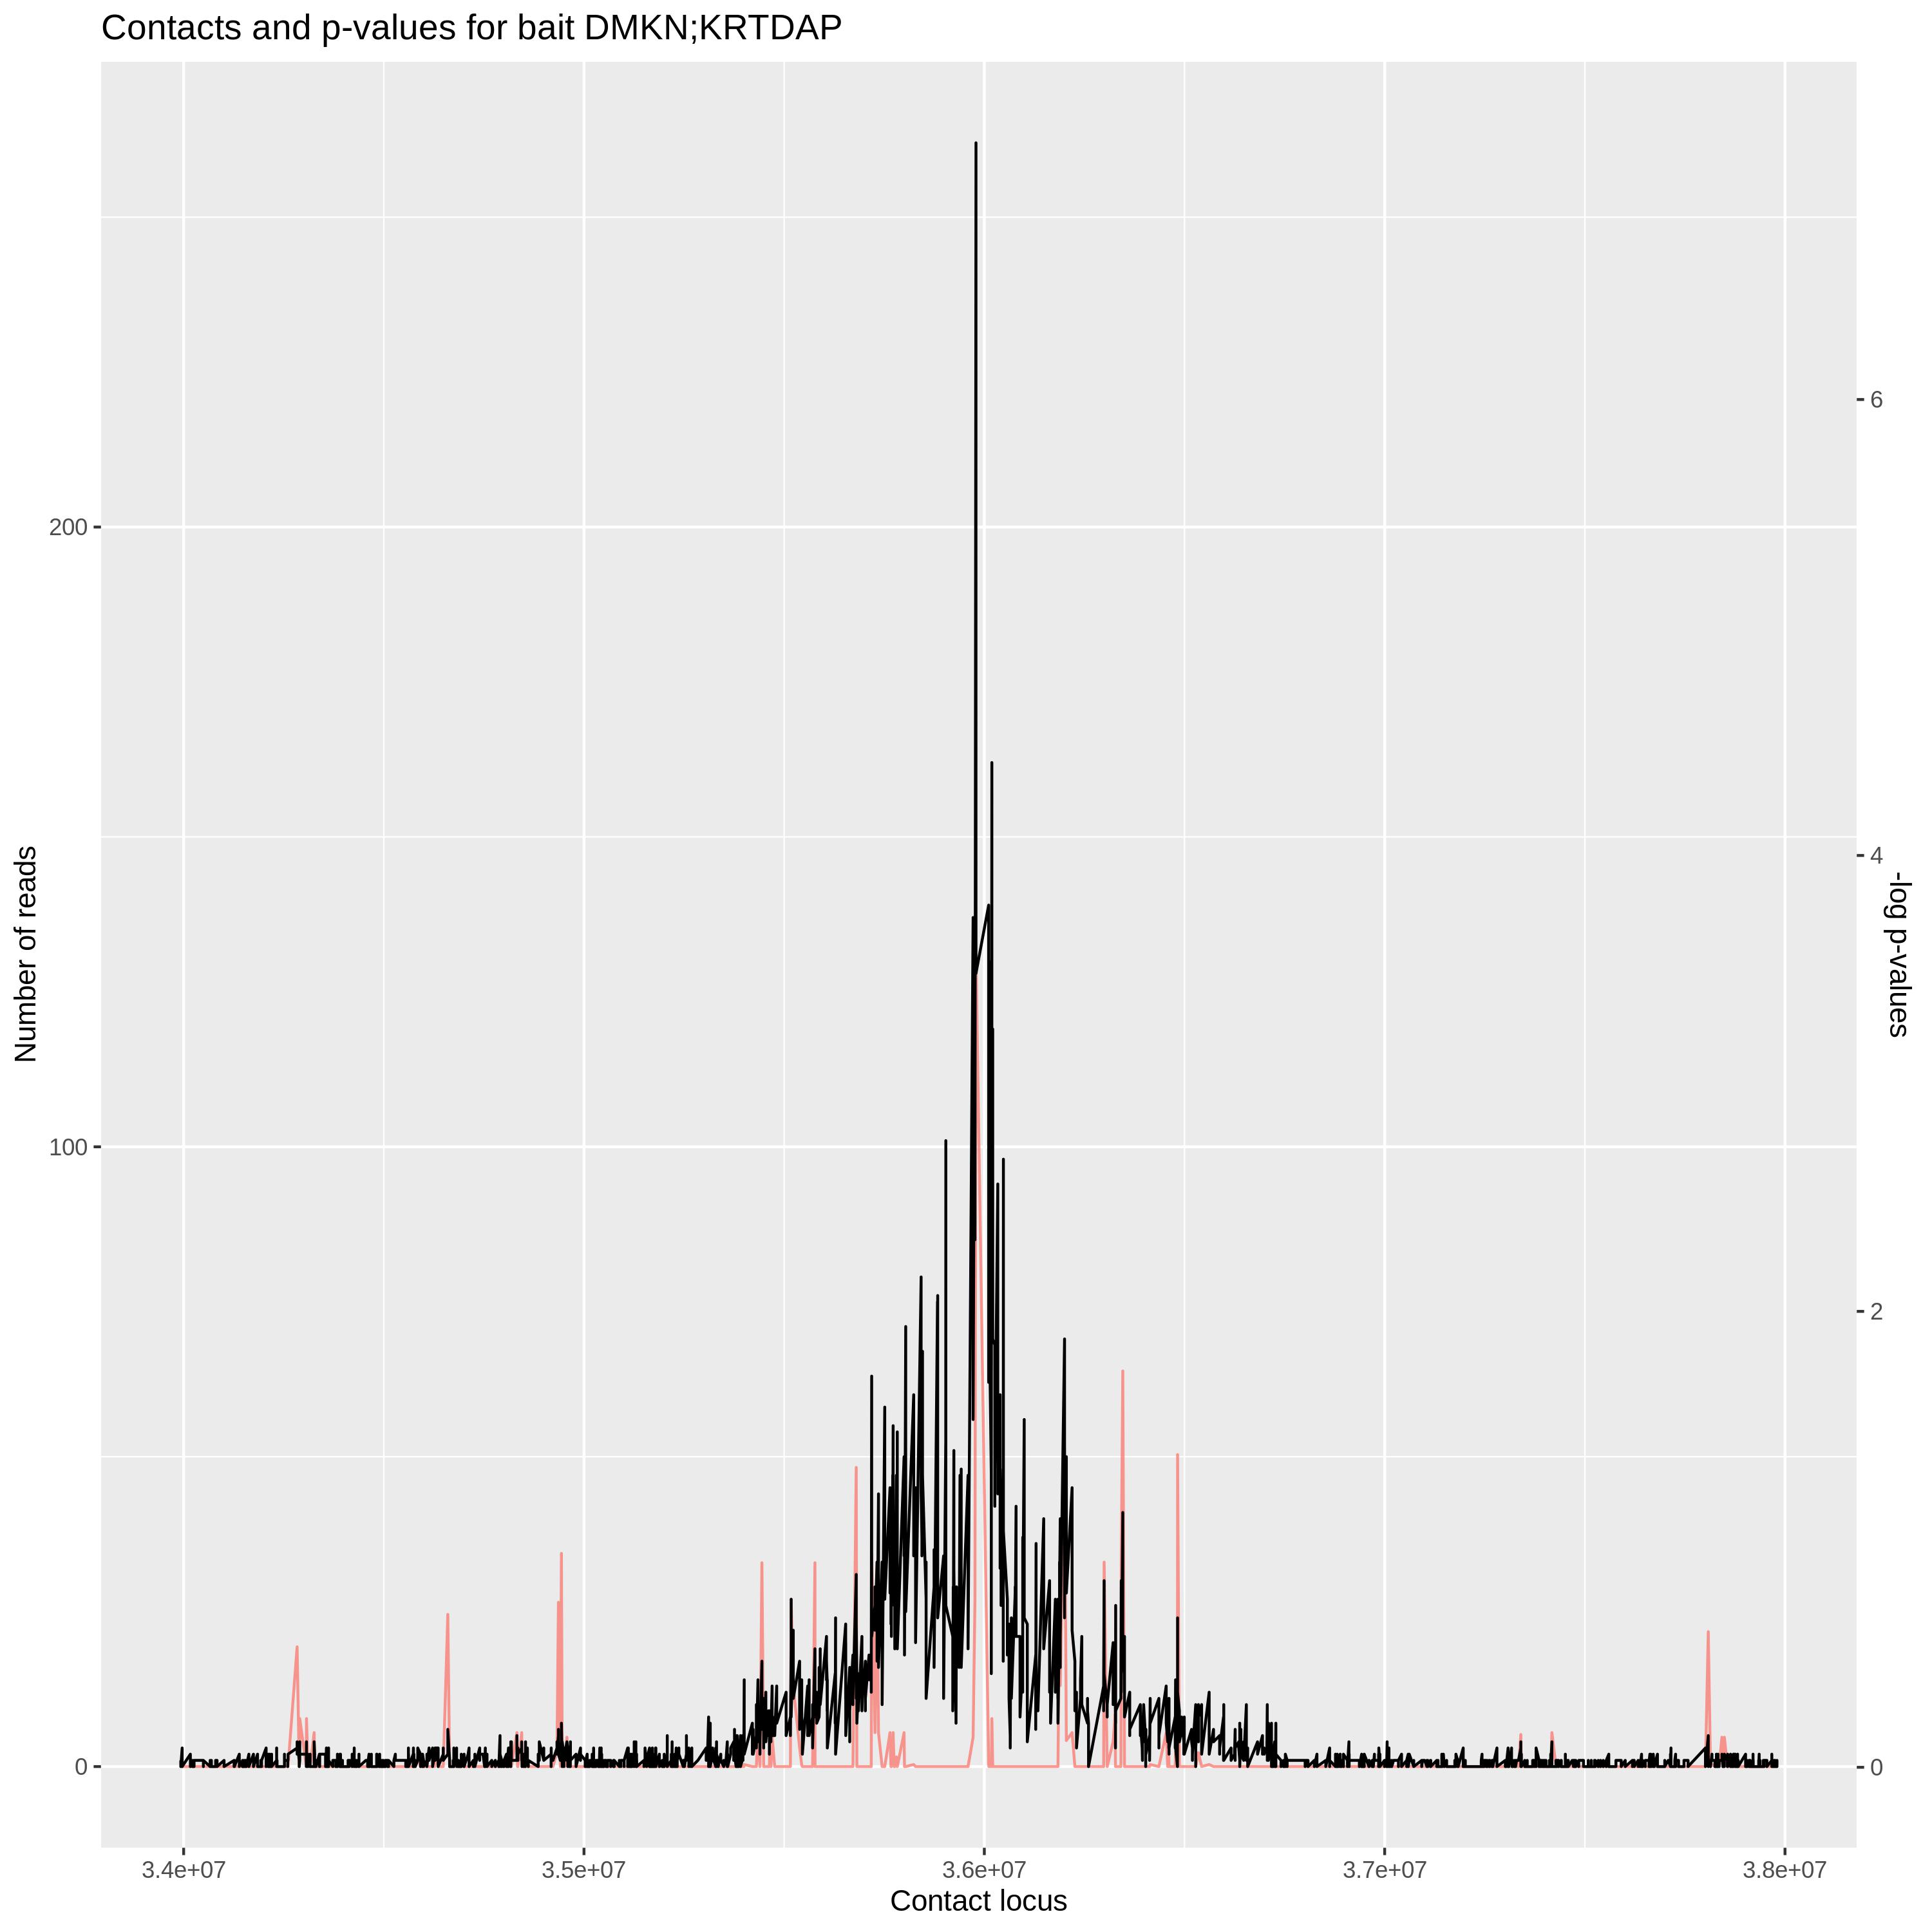 Contacts and p-values for bait DMKN;KRTDAP
Number of reads
200
100
0
6
4
2
0
-log p-values
3.4e+07 3.5e+07 3.6e+07 3.7e+07 3.8e+07
Contact locus